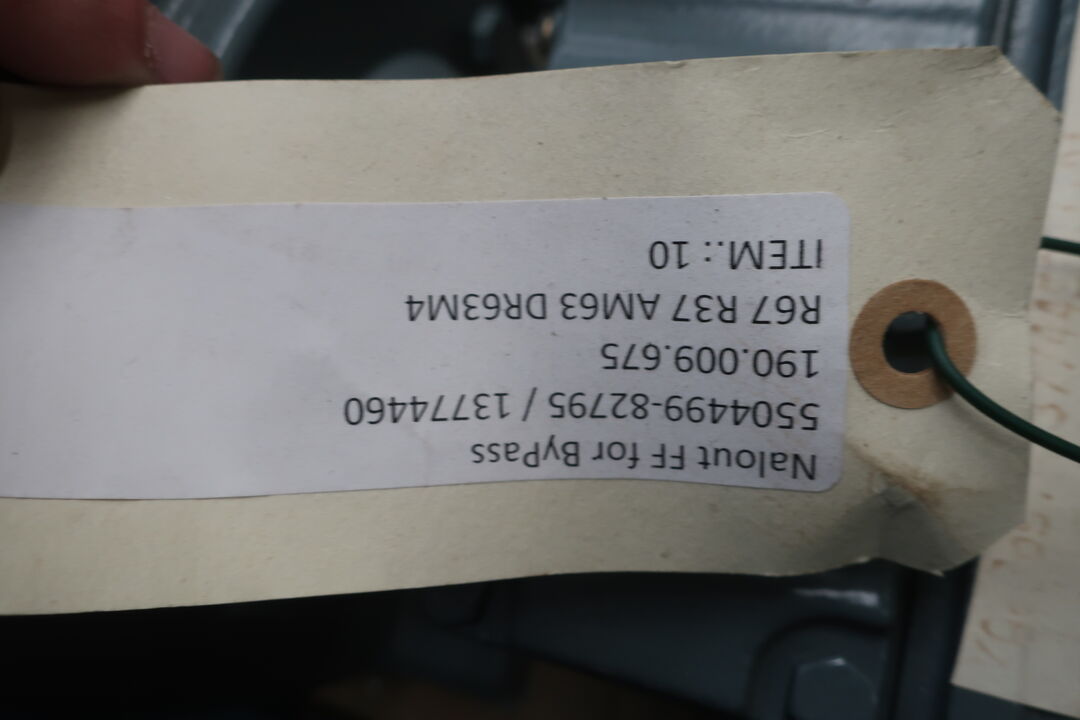 Nalout FF for ByPass
5504499-82795 / 13774460
190.009.675
R67 R37 AM63 DR63M4
ITEM.: 10